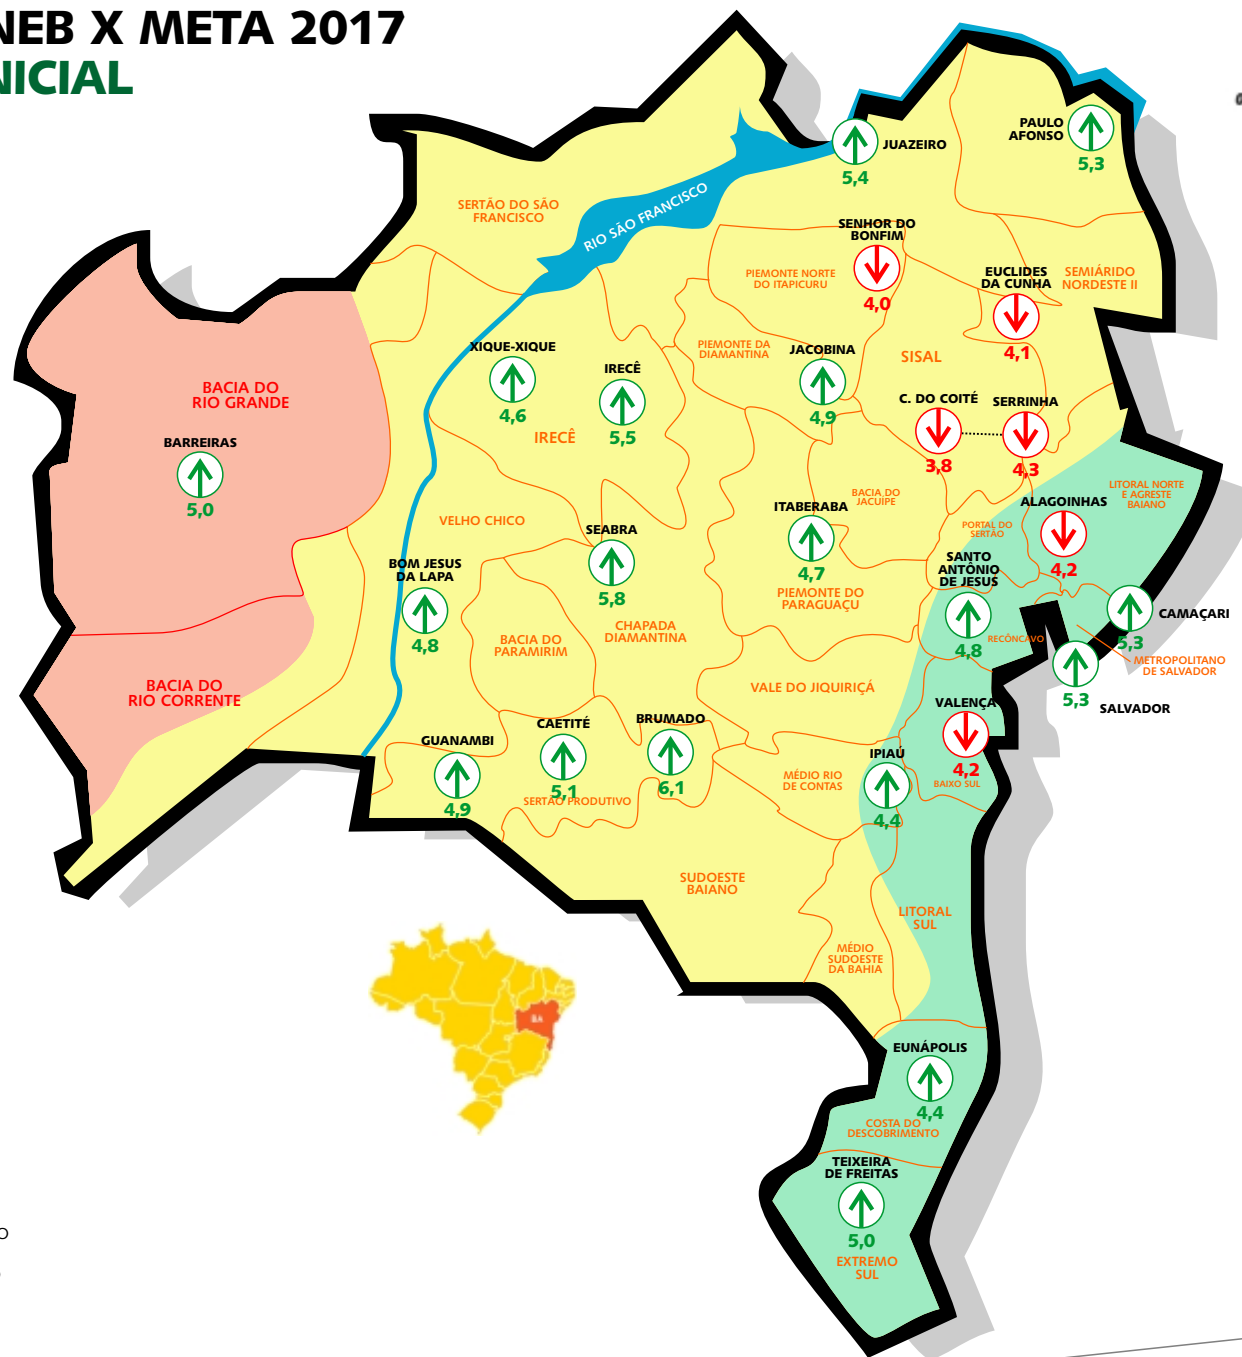 NEB X META 2017
NICIAL
PAULO
AFONSO
5,3
JUAZEIRO
5,4
SERTÃO DO SÃO
FRANCISCO
RIO SÃO FRANCISCO
SENHOR DO
BONFIM
4,0
PIEMONTE NORTE
DO ITAPICURU
EUCLIDES
DA CUNHA
4,1
SEMIÁRIDO
NORDESTE II
XIQUE-XIQUE
4,6
IRECÊ
5,5
IRECÊ
PIEMONTE DA
DIAMANTINA
JACOBINA
4,9
SISAL
BACIA DO
RIO GRANDE
BARREIRAS
5,0
C. DO COITÉ
3,8
SERRINHA
4,3
LITORAL NORTE
E AGRESTE
BAIANO
ALAGOINHAS
4,2
BACIA DO
JACUÍPE
ITABERABA
4,7
PORTAL DO
SERTÃO
VELHO CHICO
SEABRA
5,8
SANTO
ANTÔNIO
DE JESUS
4,8
BOM JESUS
DA LAPA
4,8
PIEMONTE DO
PARAGUAÇU
CAMAÇARI
5,3
CHAPADA
DIAMANTINA
BACIA DO
PARAMIRIM
RECÔNCAVO
METROPOLITANO
DE SALVADOR
5,3
SALVADOR
BACIA DO
RIO CORRENTE
VALE DO JIQUIRIÇÁ
VALENÇA
4,2
BAIXO SUL
GUANAMBI
4,9
CAETITÉ
5,1
BRUMADO
6,1
SERTÃO PRODUTIVO
IPIAÚ
4,4
MÉDIO RIO
DE CONTAS
SUDOESTE
BAIANO
LITORAL
SUL
MÉDIO
SUDOESTE
DA BAHIA
BA
EUNÁPOLIS
4,4
COSTA DO
DESCOBRIMENTO
TEIXEIRA
DE FREITAS
5,0
EXTREMO
SUL
O